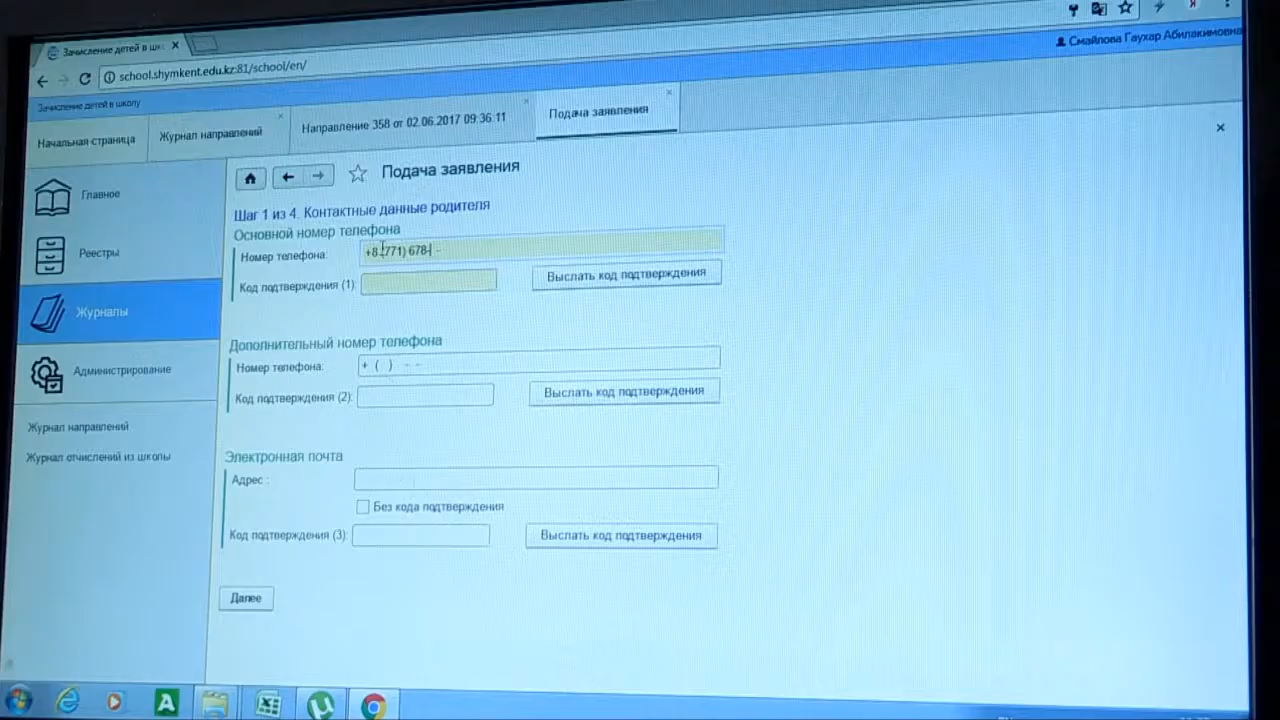 Зачисление детей в шк
school.shymkent.edu.kz:81/school/en/
Смайлова Гаухар Абилакимовна
Зачисление детей в школу
Начальная страница
Журнал направлений
Направление 358 от 02.06.2017 09:36:11
Подача заявления
Главное
Реестры
Журналы
Администрирование
Журнал направлений
Журнал отчислений из школы
Подача заявления
Шаг 1 из 4. Контактные данные родителя
Основной номер телефона
Номер телефона: +8 (771) 678- -
Код подтверждения (1): Выслать код подтверждения
Дополнительный номер телефона
Номер телефона: + ( ) - -
Код подтверждения (2): Выслать код подтверждения
Электронная почта
Адрес :
Без кода подтверждения
Код подтверждения (3): Выслать код подтверждения
Далее